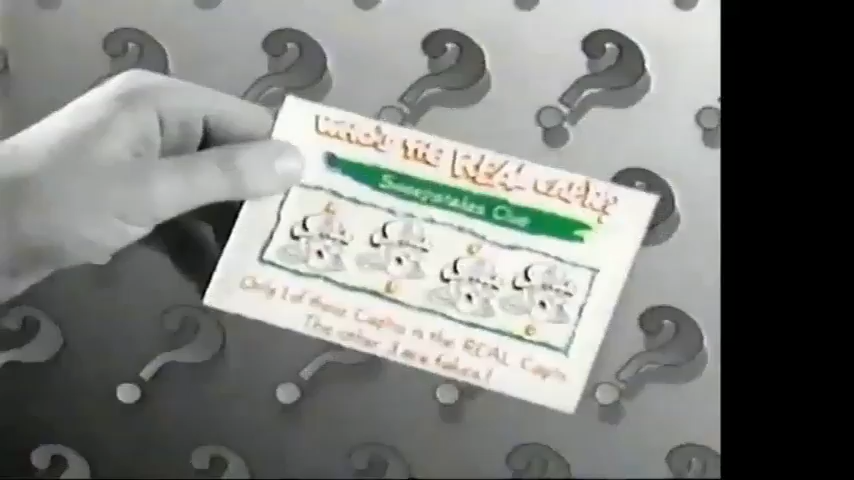 WHO'S THE REAL CAP'N?
Sweepstakes Clue
Only 1 of these Cap'ns is the REAL Cap'n
The other 3 are fakes!